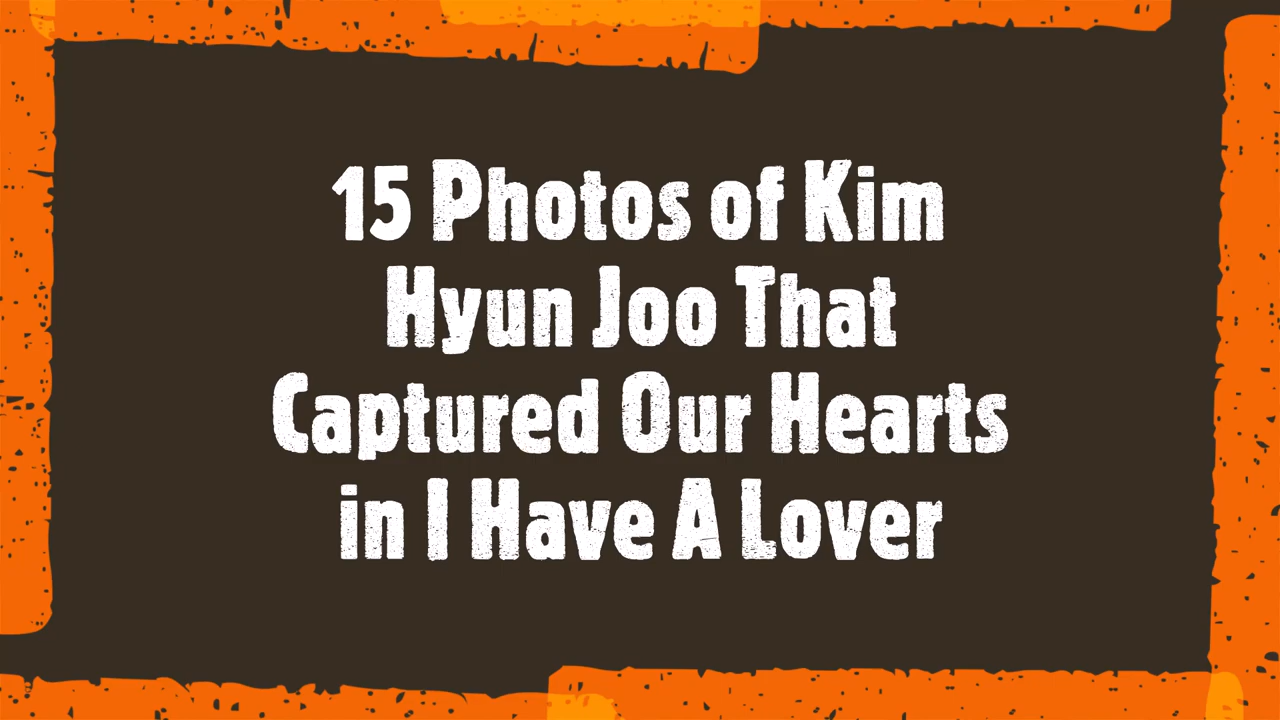 15 Photos of Kim
Hyun Joo That
Captured Our Hearts
in I Have A Lover